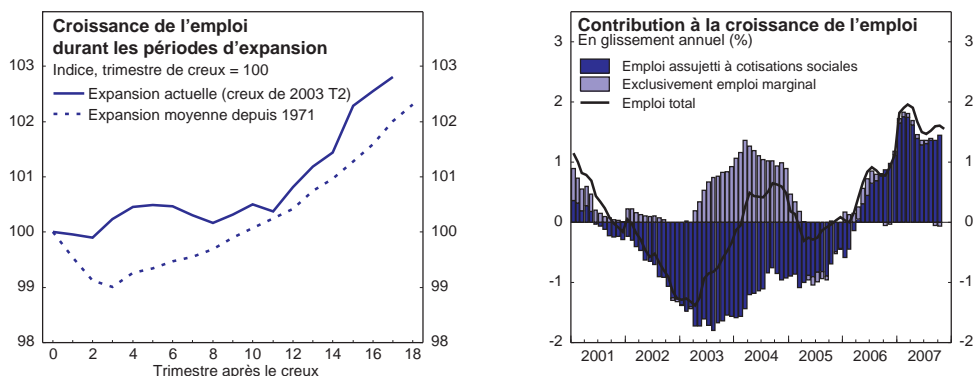 Croissance de l'emploi
durant les périodes d'expansion
Indice, trimestre de creux = 100
Expansion actuelle (creux de 2003 T2)
Expansion moyenne depuis 1971
103 103
102 102
101 101
100 100
99 99
98 98
0 2 4 6 8 10 12 14 16 18
Trimestre après le creux
Contribution à la croissance de l'emploi
En glissement annuel (%)
Emploi assujetti à cotisations sociales
Exclusivement emploi marginal
Emploi total
3 3
2 2
1 1
0 0
-1 -1
-2 -2
2001 2002 2003 2004 2005 2006 2007